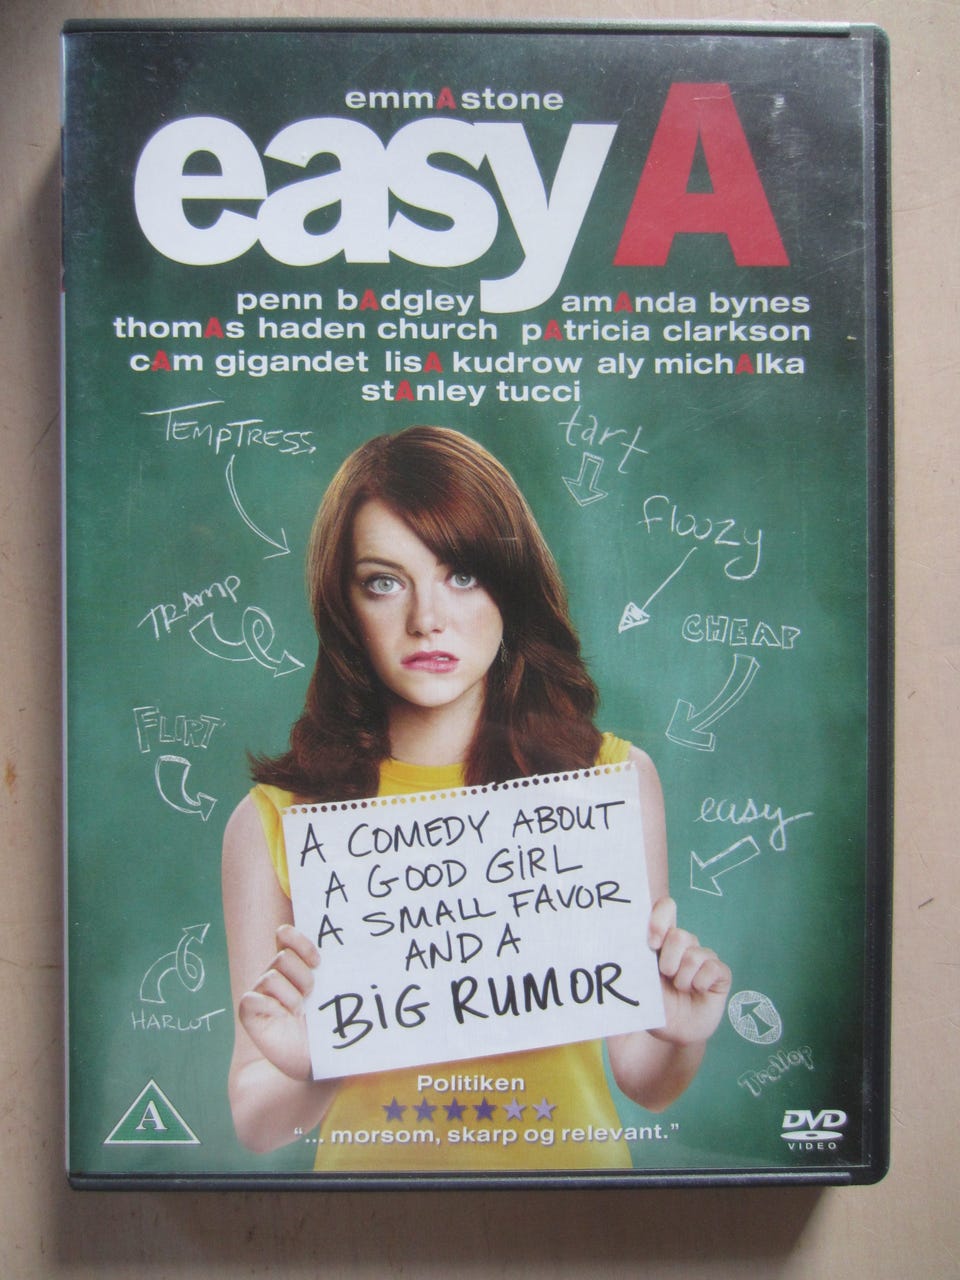 emmA stone
easy A
penn bAdgley amAnda bynes
thomAs haden church pAtricia clarkson
cAm gigandet lisA kudrow aly michAlka
stAnley tucci
TEMPTRESS
tart
floozy
TRAMP
CHEAP
FLIRT
easy
A COMEDY ABOUT
A GOOD GIRL
A SMALL FAVOR
AND A
BIG RUMOR
HARLOT
Trollop
Politiken
"... morsom, skarp og relevant."
A
DVD
VIDEO